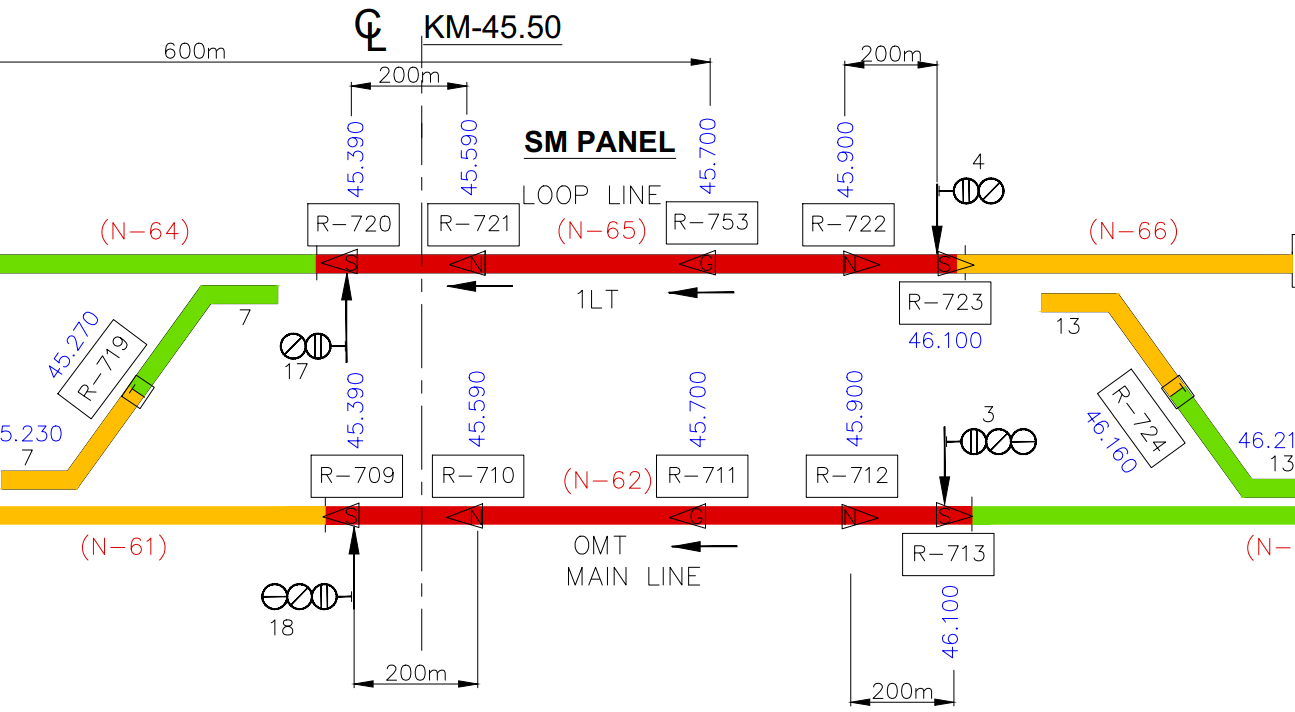 ℄ KM-45.50
600m
200m
200m
45.390
45.590
SM PANEL
45.700
45.900
4
LOOP LINE
(N-64)
R-720
R-721
(N-65)
R-753
R-722
(N-66)
S
N
G
N
S
7
1LT
R-723
13
17
46.100
45.270
R-719
T
45.390
45.590
45.700
45.900
3
T
R-724
46.160
5.230
7
46.21
13
R-709
R-710
(N-62)
R-711
R-712
S
N
G
N
S
(N-61)
OMT
R-713
(N-
MAIN LINE
18
46.100
200m
200m